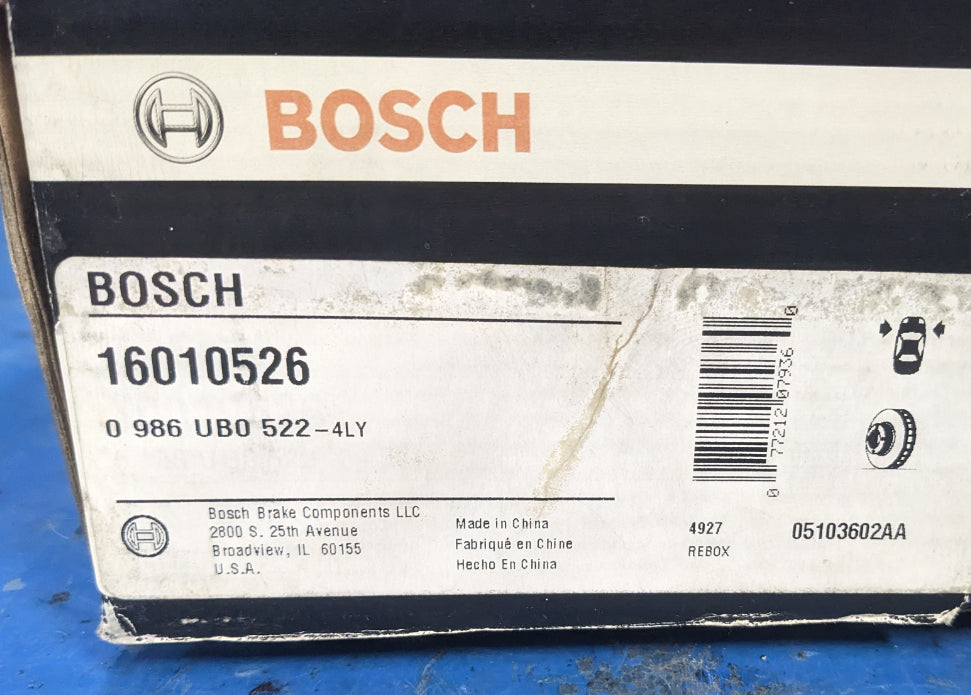 BOSCH
BOSCH
16010526
0 986 UB0 522-4LY
0 77212 07936 0
Bosch Brake Components LLC
2800 S. 25th Avenue
Broadview, IL 60155
U.S.A.
Made in China
Fabriqué en Chine
Hecho En China
4927
REBOX
05103602AA